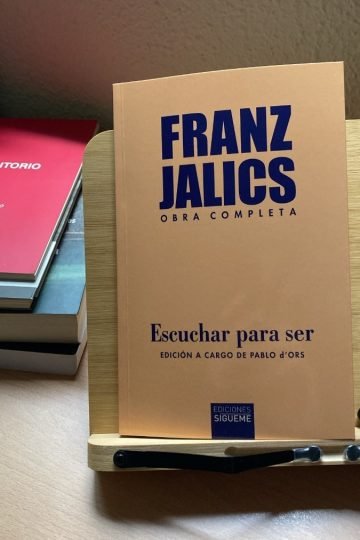 FRANZ
JALICS
OBRA COMPLETA
Escuchar para ser
EDICIÓN A CARGO DE PABLO d'ORS
EDICIONES
SÍGUEME
ITORIO